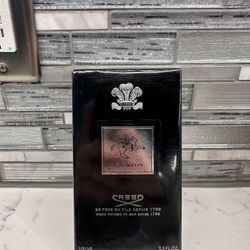 AVENTUS
CREED
DE PÈRE EN FILS DEPUIS 1760
FROM FATHER TO SON SINCE 1760
100 ml 3.3 FL OZ